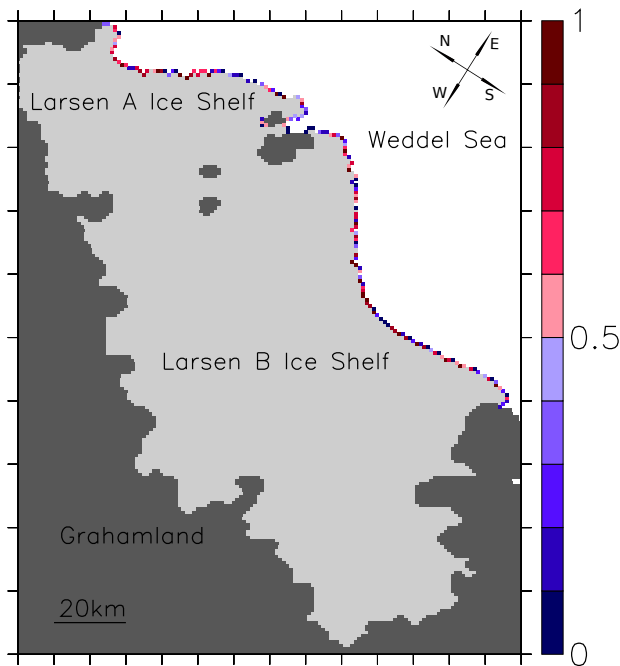 1
N
E
W
S
Larsen A Ice Shelf
Weddel Sea
0.5
Larsen B Ice Shelf
Grahamland
20km
0